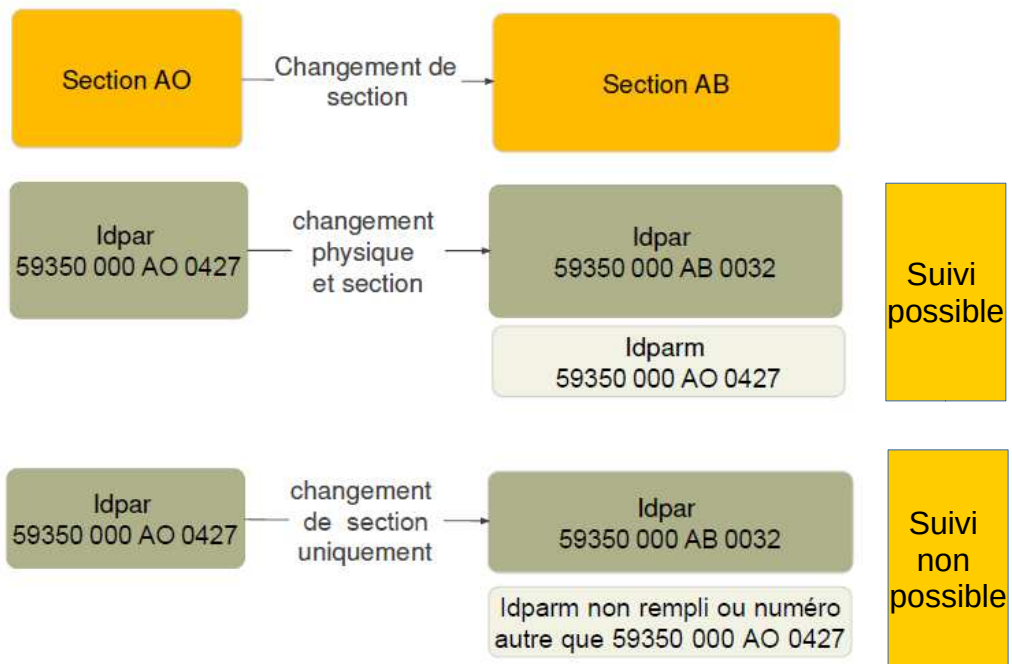 Section AO
Changement de
section
Section AB
Idpar
59350 000 AO 0427
changement
physique
et section
Idpar
59350 000 AB 0032
Idparm
59350 000 AO 0427
Suivi
possible
Idpar
59350 000 AO 0427
changement
de section
uniquement
Idpar
59350 000 AB 0032
Idparm non rempli ou numéro
autre que 59350 000 AO 0427
Suivi
non
possible